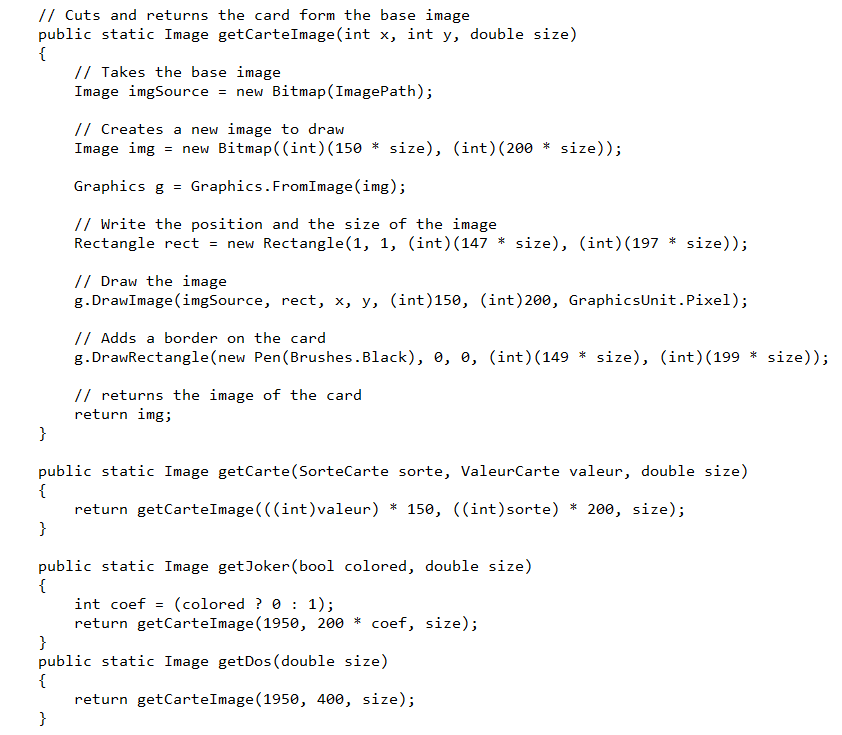 // Cuts and returns the card form the base image
public static Image getCarteImage(int x, int y, double size)
{
    // Takes the base image
    Image imgSource = new Bitmap(ImagePath);

    // Creates a new image to draw
    Image img = new Bitmap((int)(150 * size), (int)(200 * size));

    Graphics g = Graphics.FromImage(img);

    // Write the position and the size of the image
    Rectangle rect = new Rectangle(1, 1, (int)(147 * size), (int)(197 * size));

    // Draw the image
    g.DrawImage(imgSource, rect, x, y, (int)150, (int)200, GraphicsUnit.Pixel);

    // Adds a border on the card
    g.DrawRectangle(new Pen(Brushes.Black), 0, 0, (int)(149 * size), (int)(199 * size));

    // returns the image of the card
    return img;
}

public static Image getCarte(SorteCarte sorte, ValeurCarte valeur, double size)
{
    return getCarteImage(((int)valeur) * 150, ((int)sorte) * 200, size);
}

public static Image getJoker(bool colored, double size)
{
    int coef = (colored ? 0 : 1);
    return getCarteImage(1950, 200 * coef, size);
}
public static Image getDos(double size)
{
    return getCarteImage(1950, 400, size);
}